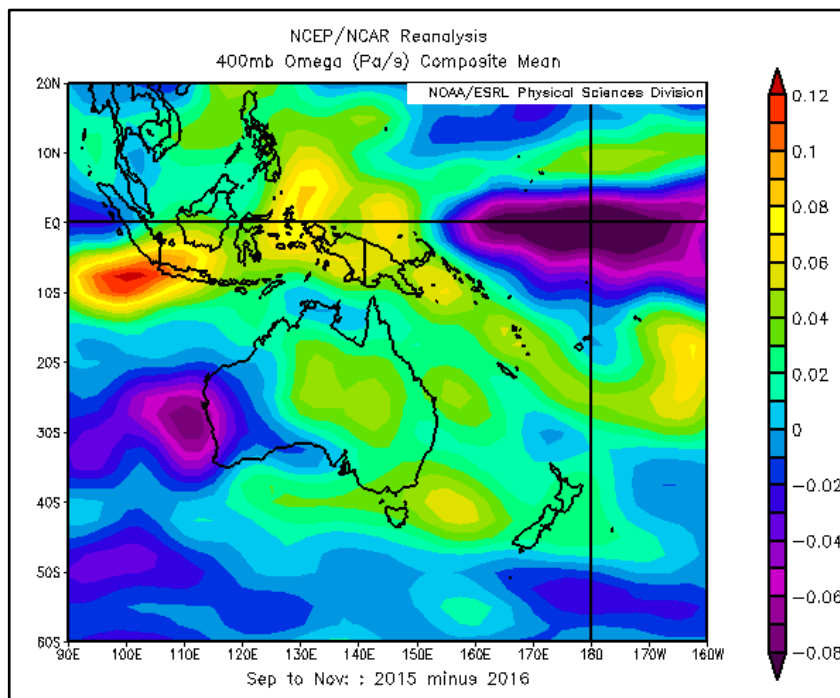 NCEP/NCAR Reanalysis
400mb Omega (Pa/s) Composite Mean
NOAA/ESRL Physical Sciences Division
20N
10N
EQ
10S
20S
30S
40S
50S
60S
90E 100E 110E 120E 130E 140E 150E 160E 170E 180 170W 160W
Sep to Nov: : 2015 minus 2016
0.12
0.1
0.08
0.06
0.04
0.02
0
−0.02
−0.04
−0.06
−0.08